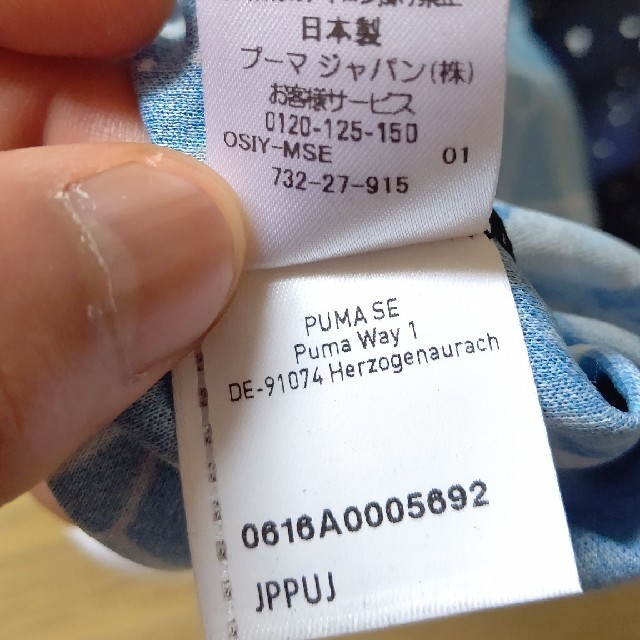 日本製
プーマ ジャパン(株)
お客様サービス
0120-125-150
OSIY-MSE 01
732-27-915
PUMA SE
Puma Way 1
DE-91074 Herzogenaurach
0616A0005692
JPPUJ